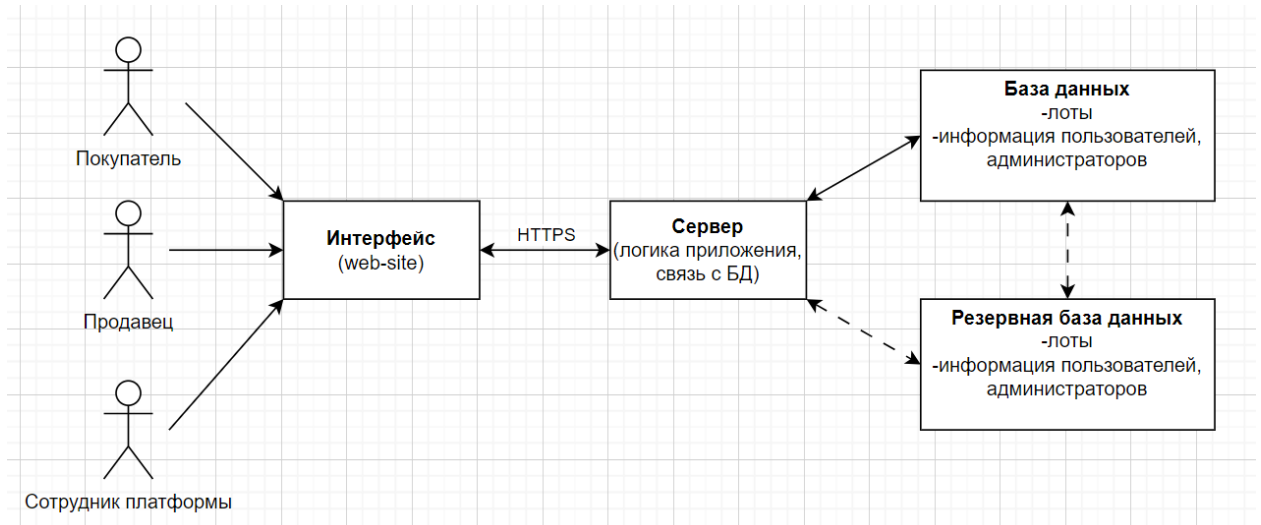 Покупатель
Продавец
Сотрудник платформы
Интерфейс
(web-site)
HTTPS
Сервер
(логика приложения,
связь с БД)
База данных
-лоты
-информация пользователей,
администраторов
Резервная база данных
-лоты
-информация пользователей,
администраторов